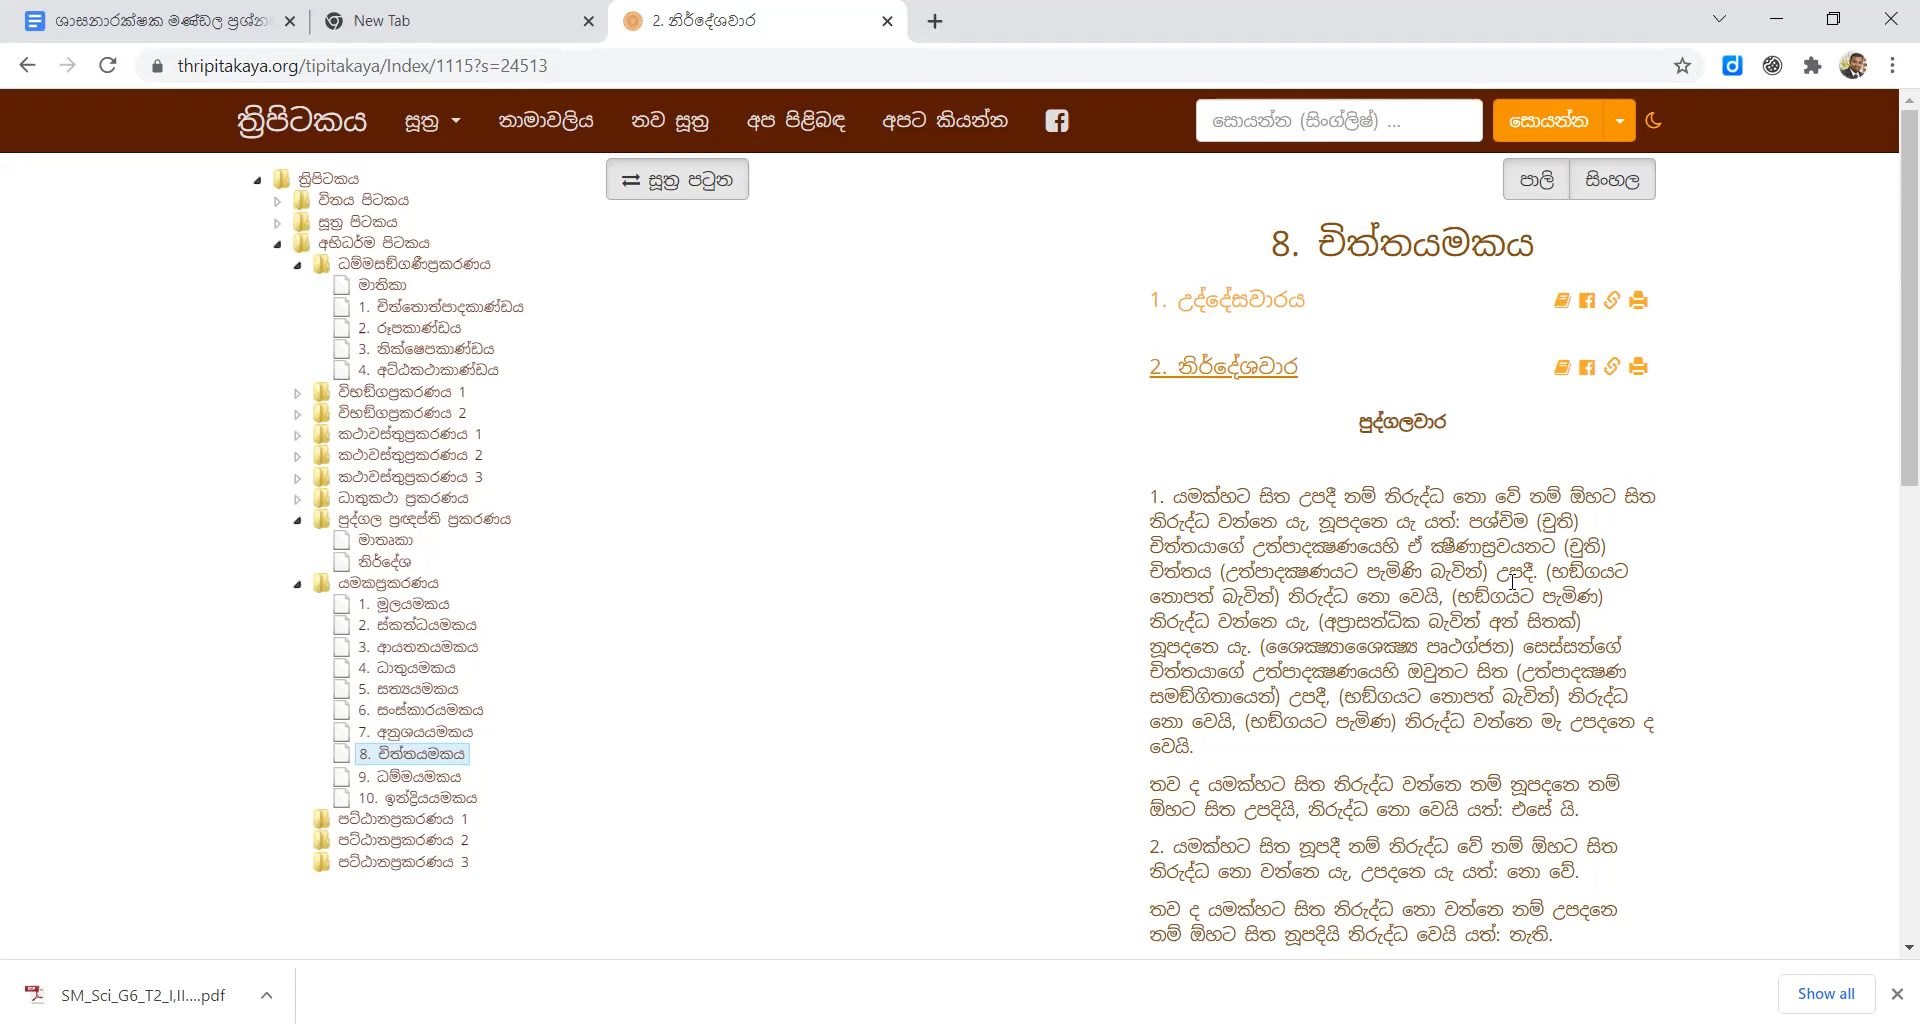 ශාසනාරක්ෂක මණ්ඩල ප්‍රශ්න
New Tab
2. නිර්දේශවාර
thripitakaya.org/tipitakaya/Index/1115?s=24513
ත්‍රිපිටකය
සූත්‍ර
නාමාවලිය
නව සූත්‍ර
අප පිළිබඳ
අපට කියන්න
සොයන්න (සිංග්ලිෂ්) ...
සොයන්න
ත්‍රිපිටකය
විනය පිටකය
සූත්‍ර පිටකය
අභිධර්ම පිටකය
ධම්මසඞ්ගණීප්‍රකරණය
මාතිකා
1. චිත්තොත්පාදකාණ්ඩය
2. රූපකාණ්ඩය
3. නික්ෂෙපකාණ්ඩය
4. අට්ඨකථාකාණ්ඩය
විභඞ්ගප්‍රකරණය 1
විභඞ්ගප්‍රකරණය 2
කථාවස්තුප්‍රකරණය 1
කථාවස්තුප්‍රකරණය 2
කථාවස්තුප්‍රකරණය 3
ධාතුකථා ප්‍රකරණය
පුද්ගල ප්‍රඥප්ති ප්‍රකරණය
මාතෘකා
නිර්දේශ
යමකප්‍රකරණය
1. මූලයමකය
2. ස්කන්ධයමකය
3. ආයතනයමකය
4. ධාතුයමකය
5. සත්‍යයමකය
6. සංස්කාරයමකය
7. අනුශයයමකය
8. චිත්තයමකය
9. ධම්මයමකය
10. ඉන්ද්‍රියයමකය
පට්ඨානප්‍රකරණය 1
පට්ඨානප්‍රකරණය 2
පට්ඨානප්‍රකරණය 3
සූත්‍ර පටුන
පාලි
සිංහල
8. චිත්තයමකය
1. උද්දේසවාරය
2. නිර්දේශවාර
පුද්ගලවාර
1. යමක්හට සිත උපදී නම් නිරුද්ධ නො වේ නම් ඕහට සිත
නිරුද්ධ වන්නෙ යැ, නූපදනෙ යැ යත්: පශ්චිම (චුති)
චිත්තයාගේ උත්පාදක්‍ෂණයෙහි ඒ ක්‍ෂීණාස්‍රවයනට (චුති)
චිත්තය (උත්පාදක්‍ෂණයට පැමිණි බැවින්) උපදී. (භඞ්ගයට
නොපත් බැවින්) නිරුද්ධ නො වෙයි, (භඞ්ගයට පැමිණ)
නිරුද්ධ වන්නෙ යැ, (අප්‍රාසන්ධික බැවින් අන් සිතක්)
නූපදනෙ යැ. (ශෛක්‍ෂ්‍යාශෛක්‍ෂ්‍ය පෘථග්ජන) සෙස්සන්ගේ
චිත්තයාගේ උත්පාදක්‍ෂණයෙහි ඔවුනට සිත (උත්පාදක්‍ෂණ
සමඞ්ගිතායෙන්) උපදී, (භඞ්ගයට නොපත් බැවින්) නිරුද්ධ
නො වෙයි, (භඞ්ගයට පැමිණ) නිරුද්ධ වන්නෙ මැ උපදනෙ ද
වෙයි.
තව ද යමක්හට සිත නිරුද්ධ වන්නෙ නම් නූපදනෙ නම්
ඕහට සිත උපදියි, නිරුද්ධ නො වෙයි යත්: එසේ යි.
2. යමක්හට සිත නූපදී නම් නිරුද්ධ වේ නම් ඕහට සිත
නිරුද්ධ නො වන්නෙ යැ, උපදනෙ යැ යත්: නො වේ.
තව ද යමක්හට සිත නිරුද්ධ නො වන්නෙ නම් උපදනෙ
නම් ඕහට සිත නූපදියි නිරුද්ධ වෙයි යත්: නැති.
SM_Sci_G6_T2_I,II....pdf
Show all